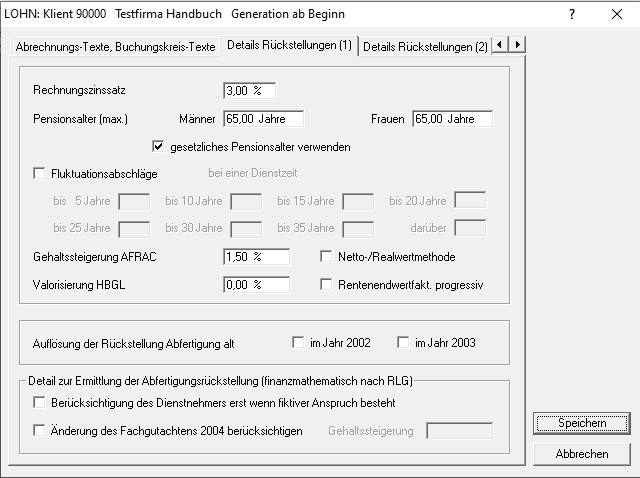 LOHN: Klient 90000 Testfirma Handbuch Generation ab Beginn
Abrechnungs-Texte, Buchungskreis-Texte Details Rückstellungen (1) Details Rückstellungen (2)
Rechnungszinssatz 3,00 %
Pensionsalter (max.) Männer 65,00 Jahre Frauen 65,00 Jahre
gesetzliches Pensionsalter verwenden
Fluktuationsabschläge bei einer Dienstzeit
bis 5 Jahre bis 10 Jahre bis 15 Jahre bis 20 Jahre
bis 25 Jahre bis 30 Jahre bis 35 Jahre darüber
Gehaltssteigerung AFRAC 1,50 % Netto-/Realwertmethode
Valorisierung HBGL 0,00 % Rentenendwertfakt. progressiv
Auflösung der Rückstellung Abfertigung alt im Jahr 2002 im Jahr 2003
Detail zur Ermittlung der Abfertigungsrückstellung (finanzmathematisch nach RLG)
Berücksichtigung des Dienstnehmers erst wenn fiktiver Anspruch besteht
Änderung des Fachgutachtens 2004 berücksichtigen Gehaltssteigerung
Speichern
Abbrechen